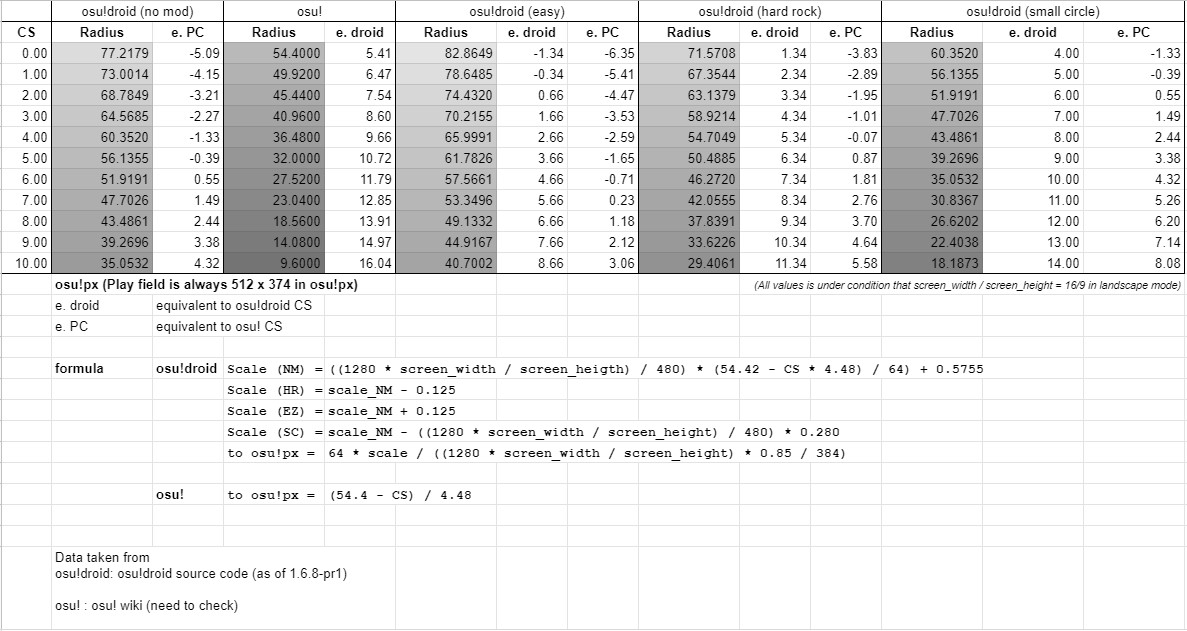 osu!droid (no mod) osu! osu!droid (easy) osu!droid (hard rock) osu!droid (small circle)
CS Radius e. PC Radius e. droid Radius e. droid e. PC Radius e. droid e. PC Radius e. droid e. PC
0.00 77.2179 -5.09 54.4000 5.41 82.8649 -1.34 -6.35 71.5708 1.34 -3.83 60.3520 4.00 -1.33
1.00 73.0014 -4.15 49.9200 6.47 78.6485 -0.34 -5.41 67.3544 2.34 -2.89 56.1355 5.00 -0.39
2.00 68.7849 -3.21 45.4400 7.54 74.4320 0.66 -4.47 63.1379 3.34 -1.95 51.9191 6.00 0.55
3.00 64.5685 -2.27 40.9600 8.60 70.2155 1.66 -3.53 58.9214 4.34 -1.01 47.7026 7.00 1.49
4.00 60.3520 -1.33 36.4800 9.66 65.9991 2.66 -2.59 54.7049 5.34 -0.07 43.4861 8.00 2.44
5.00 56.1355 -0.39 32.0000 10.72 61.7826 3.66 -1.65 50.4885 6.34 0.87 39.2696 9.00 3.38
6.00 51.9191 0.55 27.5200 11.79 57.5661 4.66 -0.71 46.2720 7.34 1.81 35.0532 10.00 4.32
7.00 47.7026 1.49 23.0400 12.85 53.3496 5.66 0.23 42.0555 8.34 2.76 30.8367 11.00 5.26
8.00 43.4861 2.44 18.5600 13.91 49.1332 6.66 1.18 37.8391 9.34 3.70 26.6202 12.00 6.20
9.00 39.2696 3.38 14.0800 14.97 44.9167 7.66 2.12 33.6226 10.34 4.64 22.4038 13.00 7.14
10.00 35.0532 4.32 9.6000 16.04 40.7002 8.66 3.06 29.4061 11.34 5.58 18.1873 14.00 8.08
osu!px (Play field is always 512 x 374 in osu!px) (All values is under condition that screen_width / screen_height = 16/9 in landscape mode)
e. droid equivalent to osu!droid CS
e. PC equivalent to osu! CS
formula osu!droid Scale (NM) = ((1280 * screen_width / screen_heigth) / 480) * (54.42 - CS * 4.48) / 64) + 0.5755
Scale (HR) = scale_NM - 0.125
Scale (EZ) = scale_NM + 0.125
Scale (SC) = scale_NM - ((1280 * screen_width / screen_height) / 480) * 0.280
to osu!px = 64 * scale / ((1280 * screen_width / screen_height) * 0.85 / 384)
osu! to osu!px = (54.4 - CS) / 4.48
Data taken from
osu!droid: osu!droid source code (as of 1.6.8-pr1)
osu! : osu! wiki (need to check)